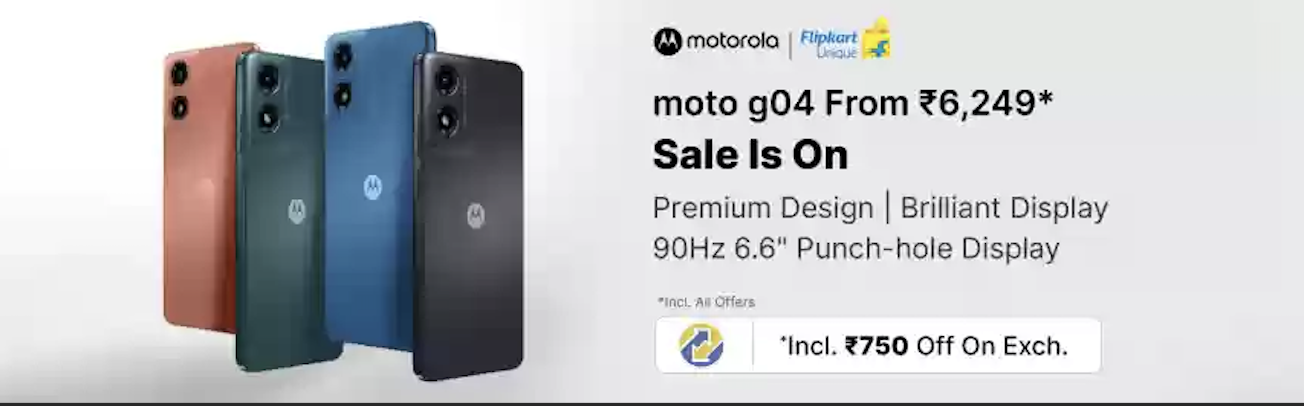 motorola | Flipkart
Unique
moto g04 From ₹6,249*
Sale Is On
Premium Design | Brilliant Display
90Hz 6.6" Punch-hole Display
*Incl. All Offers
*Incl. ₹750 Off On Exch.